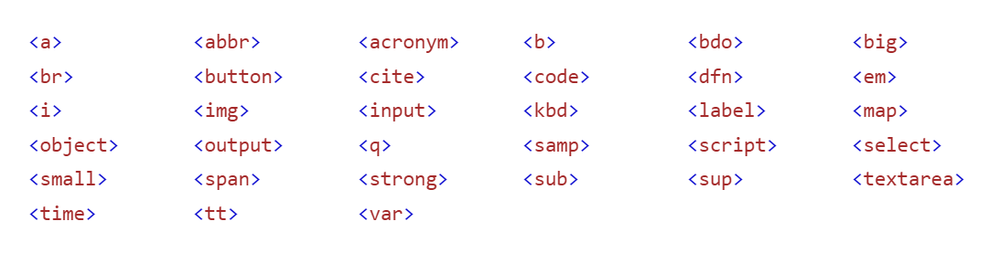 <a> <abbr> <acronym> <b> <bdo> <big>
<br> <button> <cite> <code> <dfn> <em>
<i> <img> <input> <kbd> <label> <map>
<object> <output> <q> <samp> <script> <select>
<small> <span> <strong> <sub> <sup> <textarea>
<time> <tt> <var>